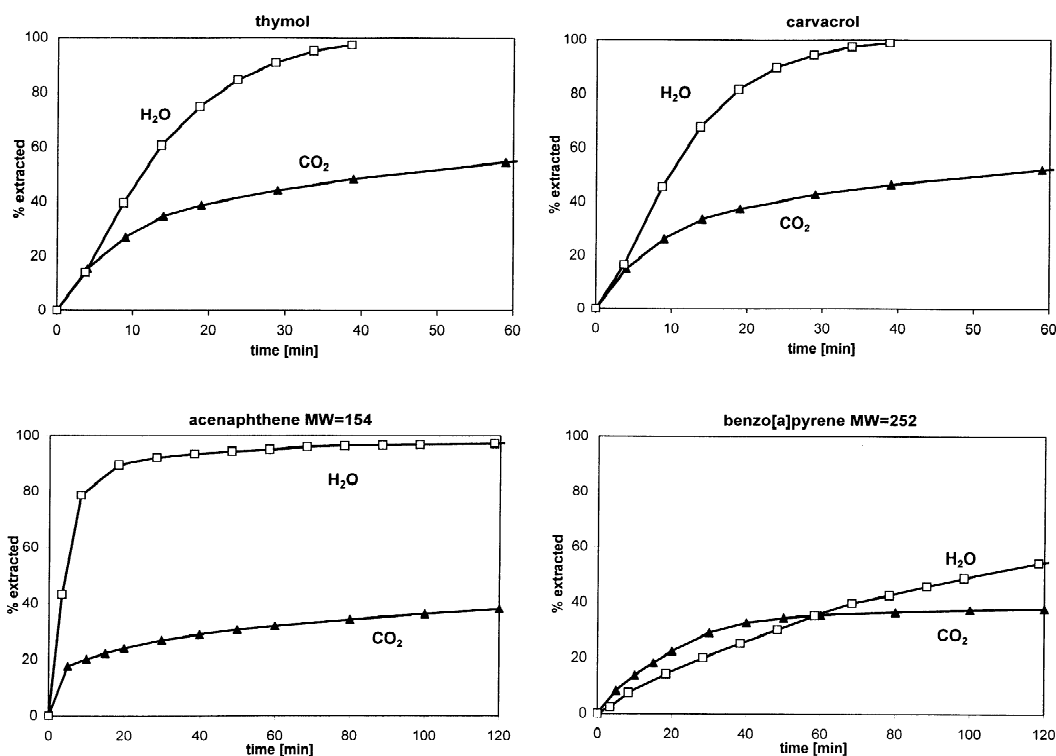 thymol
100
80
60
40
20
0
% extracted
H₂O
CO₂
0 10 20 30 40 50 60
time [min]
carvacrol
100
80
60
40
20
0
% extracted
H₂O
CO₂
0 10 20 30 40 50 60
time [min]
acenaphthene MW=154
100
80
60
40
20
0
% extracted
H₂O
CO₂
0 20 40 60 80 100 120
time [min]
benzo[a]pyrene MW=252
100
80
60
40
20
0
% extracted
H₂O
CO₂
0 20 40 60 80 100 120
time [min]